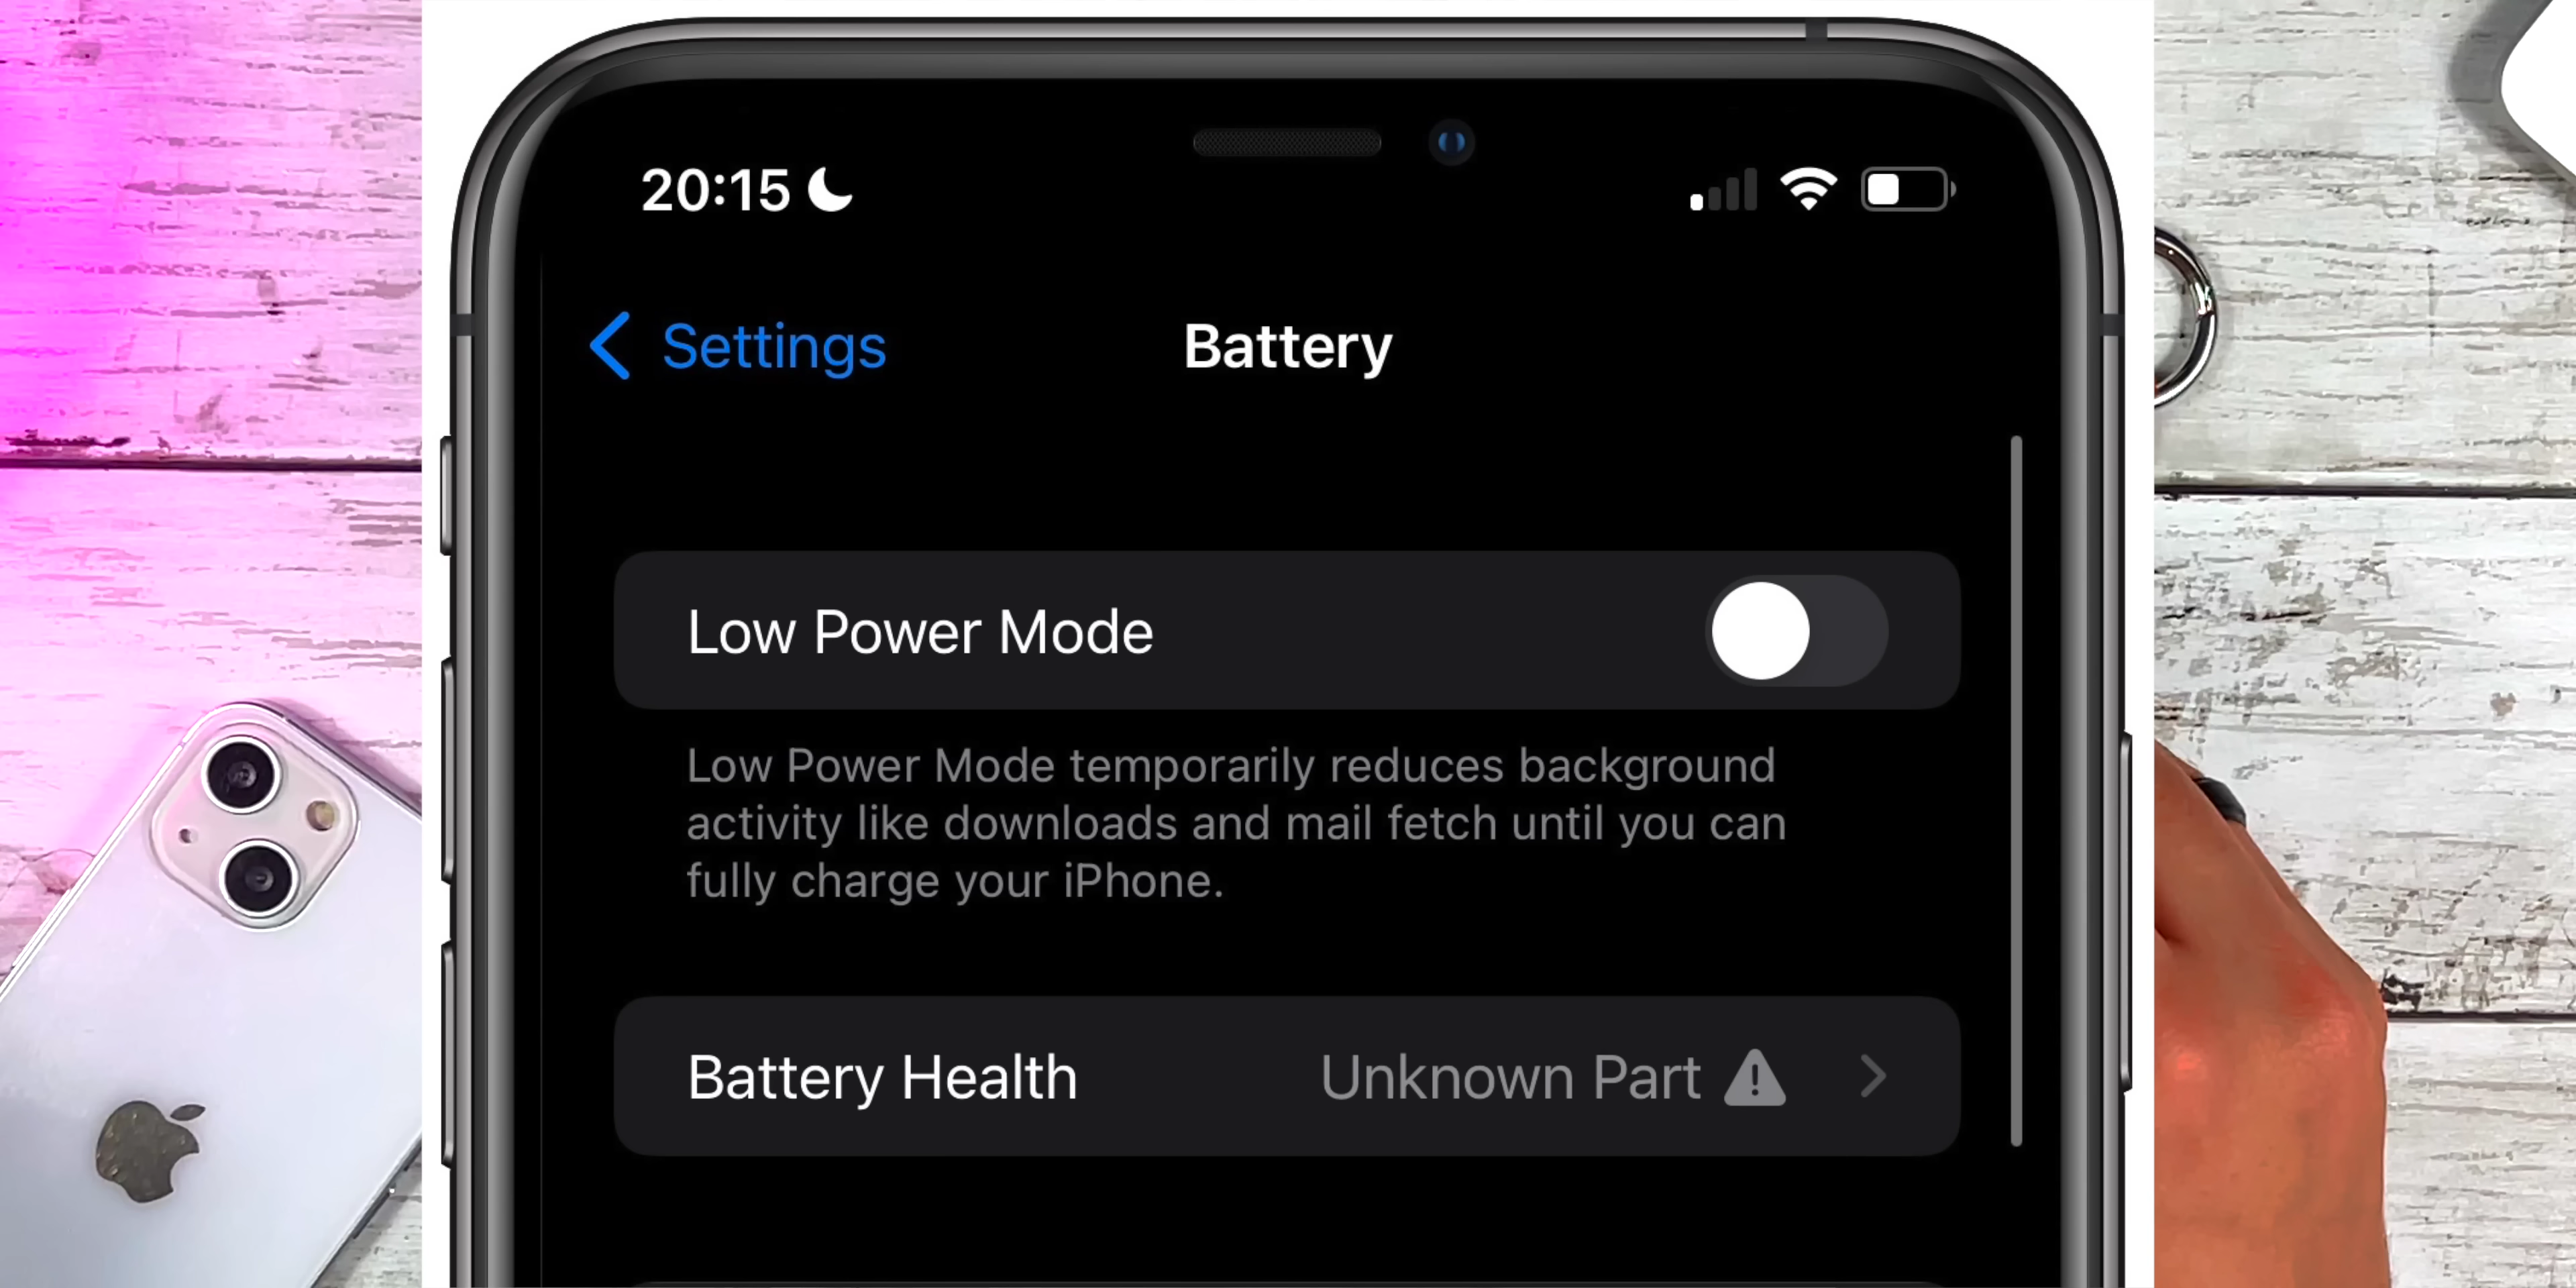 20:15
Settings
Battery
Low Power Mode
Low Power Mode temporarily reduces background
activity like downloads and mail fetch until you can
fully charge your iPhone.
Battery Health Unknown Part